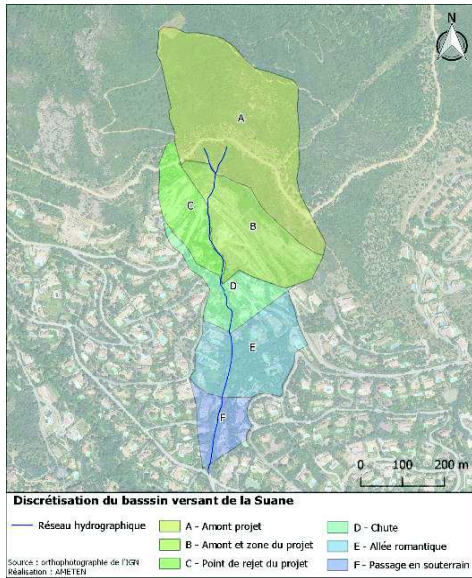 N
A
C
B
D
E
F
0 100 200 m
Discrétisation du basssin versant de la Suane
Réseau hydrographique
A - Amont projet
B - Amont et zone du projet
C - Point de rejet du projet
D - Chute
E - Allée romantique
F - Passage en souterrain
Source : orthophotographie de l'IGN
Réalisation : AMETEN